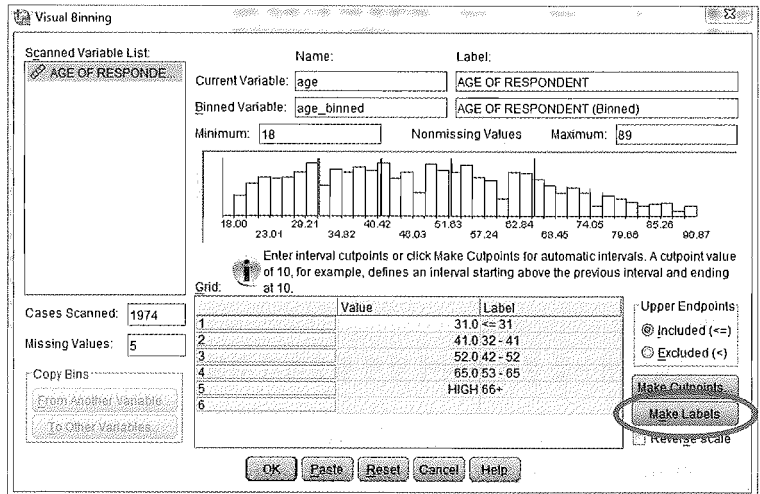 Visual Binning
Scanned Variable List:
AGE OF RESPONDE...
Name:
Label:
Current Variable: age AGE OF RESPONDENT
Binned Variable: age_binned AGE OF RESPONDENT (Binned)
Minimum: 18 Nonmissing Values Maximum: 89
18.00 23.01 29.21 34.82 40.42 46.03 51.63 57.24 62.84 68.45 74.05 79.66 85.26 90.87
Enter interval cutpoints or click Make Cutpoints for automatic intervals. A cutpoint value
of 10, for example, defines an interval starting above the previous interval and ending
at 10.
Grid:
Value Label
1 31.0 <= 31
2 41.0 32 - 41
3 52.0 42 - 52
4 65.0 53 - 65
5 HIGH 66+
6
Cases Scanned: 1974
Missing Values: 5
Copy Bins
From Another Variable...
To Other Variables...
Upper Endpoints
Included (<=)
Excluded (<)
Make Cutpoints...
Make Labels
Reverse scale
OK Paste Reset Cancel Help